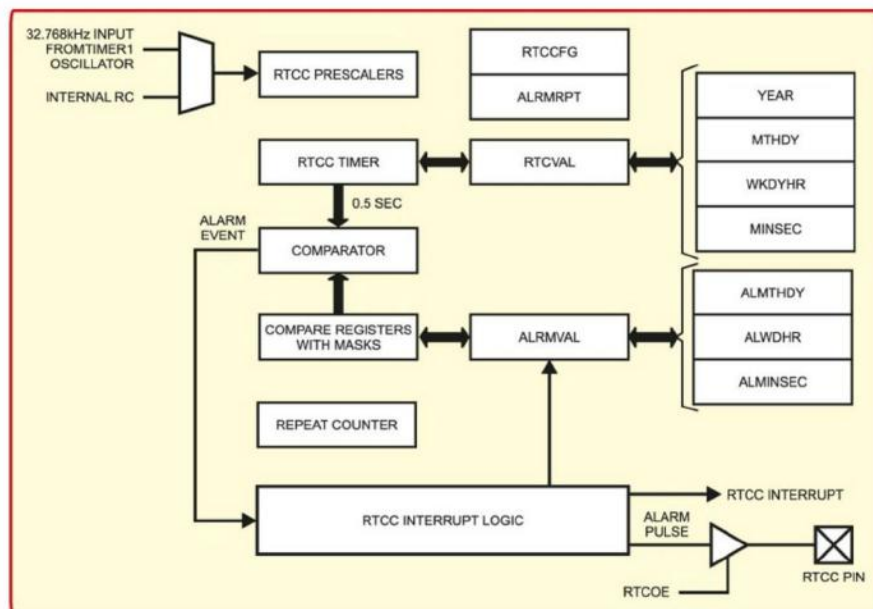 32.768kHz INPUT
FROMTIMER1
OSCILLATOR
INTERNAL RC
RTCC PRESCALERS
RTCCFG
ALRMRPT
YEAR
MTHDY
WKDYHR
MINSEC
RTCC TIMER
RTCVAL
0.5 SEC
ALARM
EVENT
COMPARATOR
COMPARE REGISTERS
WITH MASKS
ALRMVAL
ALMTHDY
ALWDHR
ALMINSEC
REPEAT COUNTER
RTCC INTERRUPT LOGIC
RTCC INTERRUPT
ALARM
PULSE
RTCOE
RTCC PIN